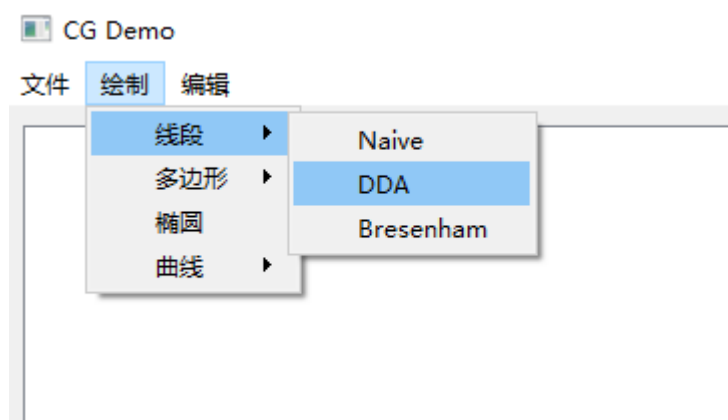 CG Demo
文件 绘制 编辑
线段 Naive
多边形 DDA
椭圆 Bresenham
曲线